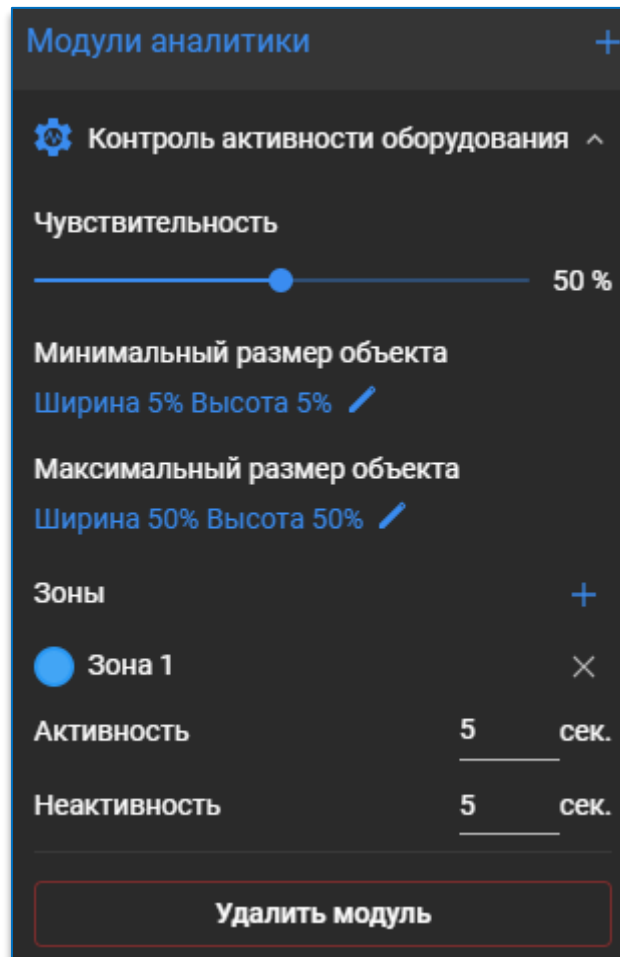 Модули аналитики +
Контроль активности оборудования
Чувствительность
50 %
Минимальный размер объекта
Ширина 5% Высота 5%
Максимальный размер объекта
Ширина 50% Высота 50%
Зоны +
Зона 1
Активность 5 сек.
Неактивность 5 сек.
Удалить модуль